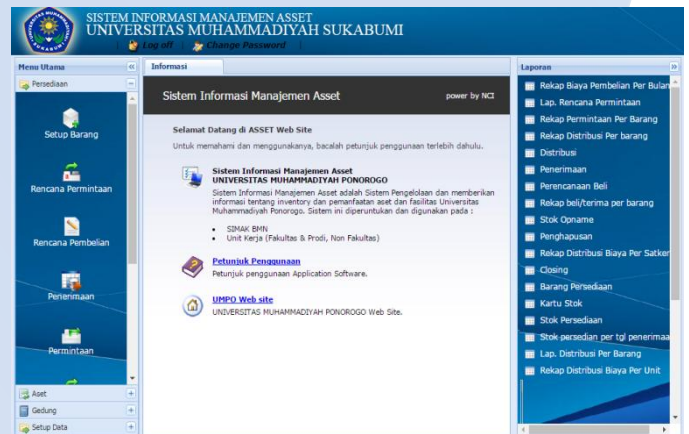 SISTEM INFORMASI MANAJEMEN ASSET
UNIVERSITAS MUHAMMADIYAH SUKABUMI
Log off | Change Password
Menu Utama
Persediaan
Setup Barang
Rencana Permintaan
Rencana Pembelian
Penerimaan
Permintaan
Aset
Gedung
Setup Data
Informasi
Sistem Informasi Manajemen Asset
power by NCI
Selamat Datang di ASSET Web Site
Untuk memahami dan menggunakanya, bacalah petunjuk penggunaan terlebih dahulu.
Sistem Informasi Manajemen Asset
UNIVERSITAS MUHAMMADIYAH PONOROGO
Sistem Informasi Manajemen Asset adalah Sistem Pengelolaan dan memberikan
informasi tentang inventory dan pemanfaatan aset dan fasilitas Universitas
Muhammadiyah Ponorogo. Sistem ini diperuntukan dan digunakan pada :
• SIMAK BMN
• Unit Kerja (Fakultas & Prodi, Non Fakultas)
Petunjuk Penggunaan
Petunjuk penggunaan Application Software.
UMPO Web site
UNIVERSITAS MUHAMMADIYAH PONOROGO Web Site.
Laporan
Rekap Biaya Pembelian Per Bulan
Lap. Rencana Permintaan
Rekap Permintaan Per Barang
Rekap Distribusi Per barang
Distribusi
Penerimaan
Perencanaan Beli
Rekap beli/terima per barang
Stok Opname
Penghapusan
Rekap Distribusi Biaya Per Satker
Closing
Barang Persediaan
Kartu Stok
Stok Persediaan
Stok persedian per tgl penerimaa
Lap. Distribusi Per Barang
Rekap Distribusi Biaya Per Unit